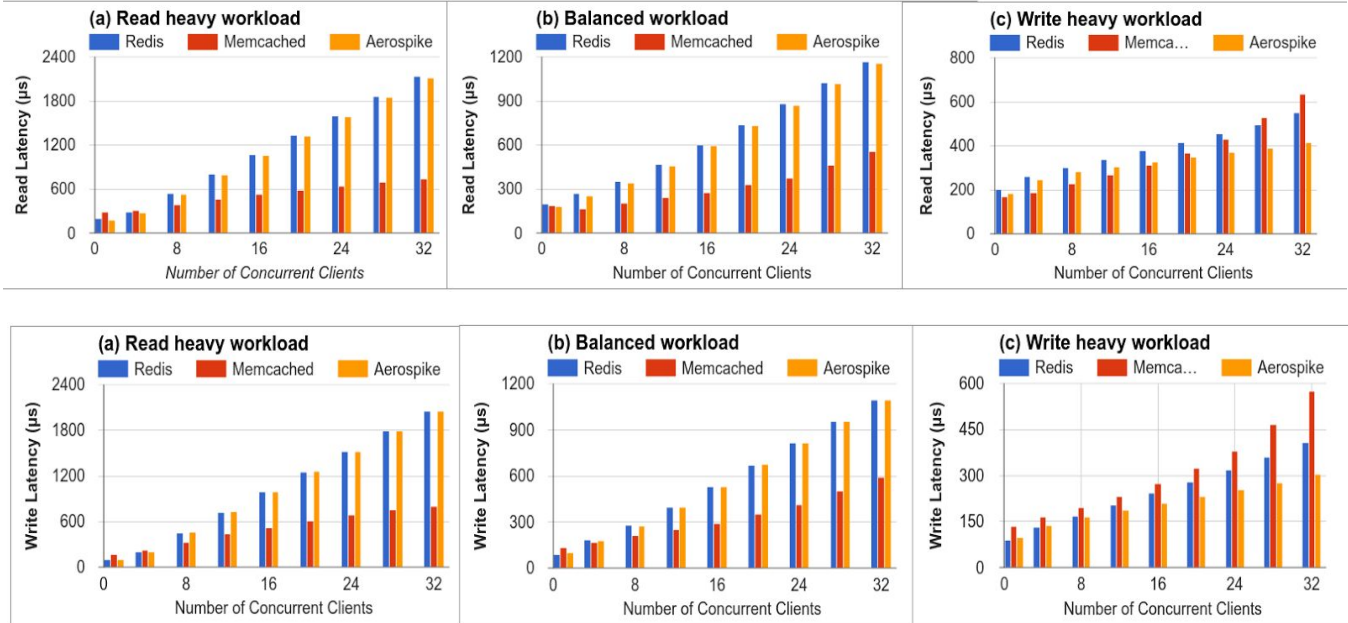 (a) Read heavy workload
Redis Memcached Aerospike
Read Latency (µs)
2400
1800
1200
600
0
0 8 16 24 32
Number of Concurrent Clients
(b) Balanced workload
Redis Memcached Aerospike
Read Latency (µs)
1200
900
600
300
0
0 8 16 24 32
Number of Concurrent Clients
(c) Write heavy workload
Redis Memca... Aerospike
Read Latency (µs)
800
600
400
200
0
0 8 16 24 32
Number of Concurrent Clients
(a) Read heavy workload
Redis Memcached Aerospike
Write Latency (µs)
2400
1800
1200
600
0
0 8 16 24 32
Number of Concurrent Clients
(b) Balanced workload
Redis Memcached Aerospike
Write Latency (µs)
1200
900
600
300
0
0 8 16 24 32
Number of Concurrent Clients
(c) Write heavy workload
Redis Memca... Aerospike
Write Latency (µs)
600
450
300
150
0
0 8 16 24 32
Number of Concurrent Clients